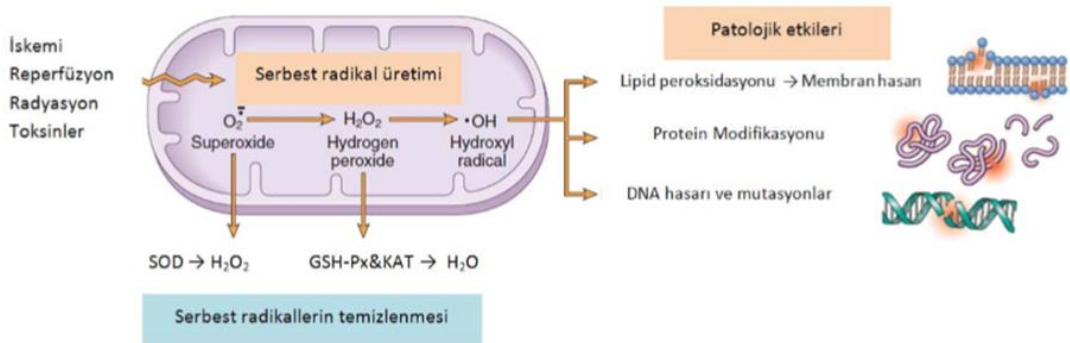 İskemi
Reperfüzyon
Radyasyon
Toksinler
Serbest radikal üretimi
O₂•̄ H₂O₂ •OH
Superoxide Hydrogen peroxide Hydroxyl radical
SOD → H₂O₂ GSH-Px&KAT → H₂O
Serbest radikallerin temizlenmesi
Patolojik etkileri
Lipid peroksidasyonu → Membran hasarı
Protein Modifikasyonu
DNA hasarı ve mutasyonlar